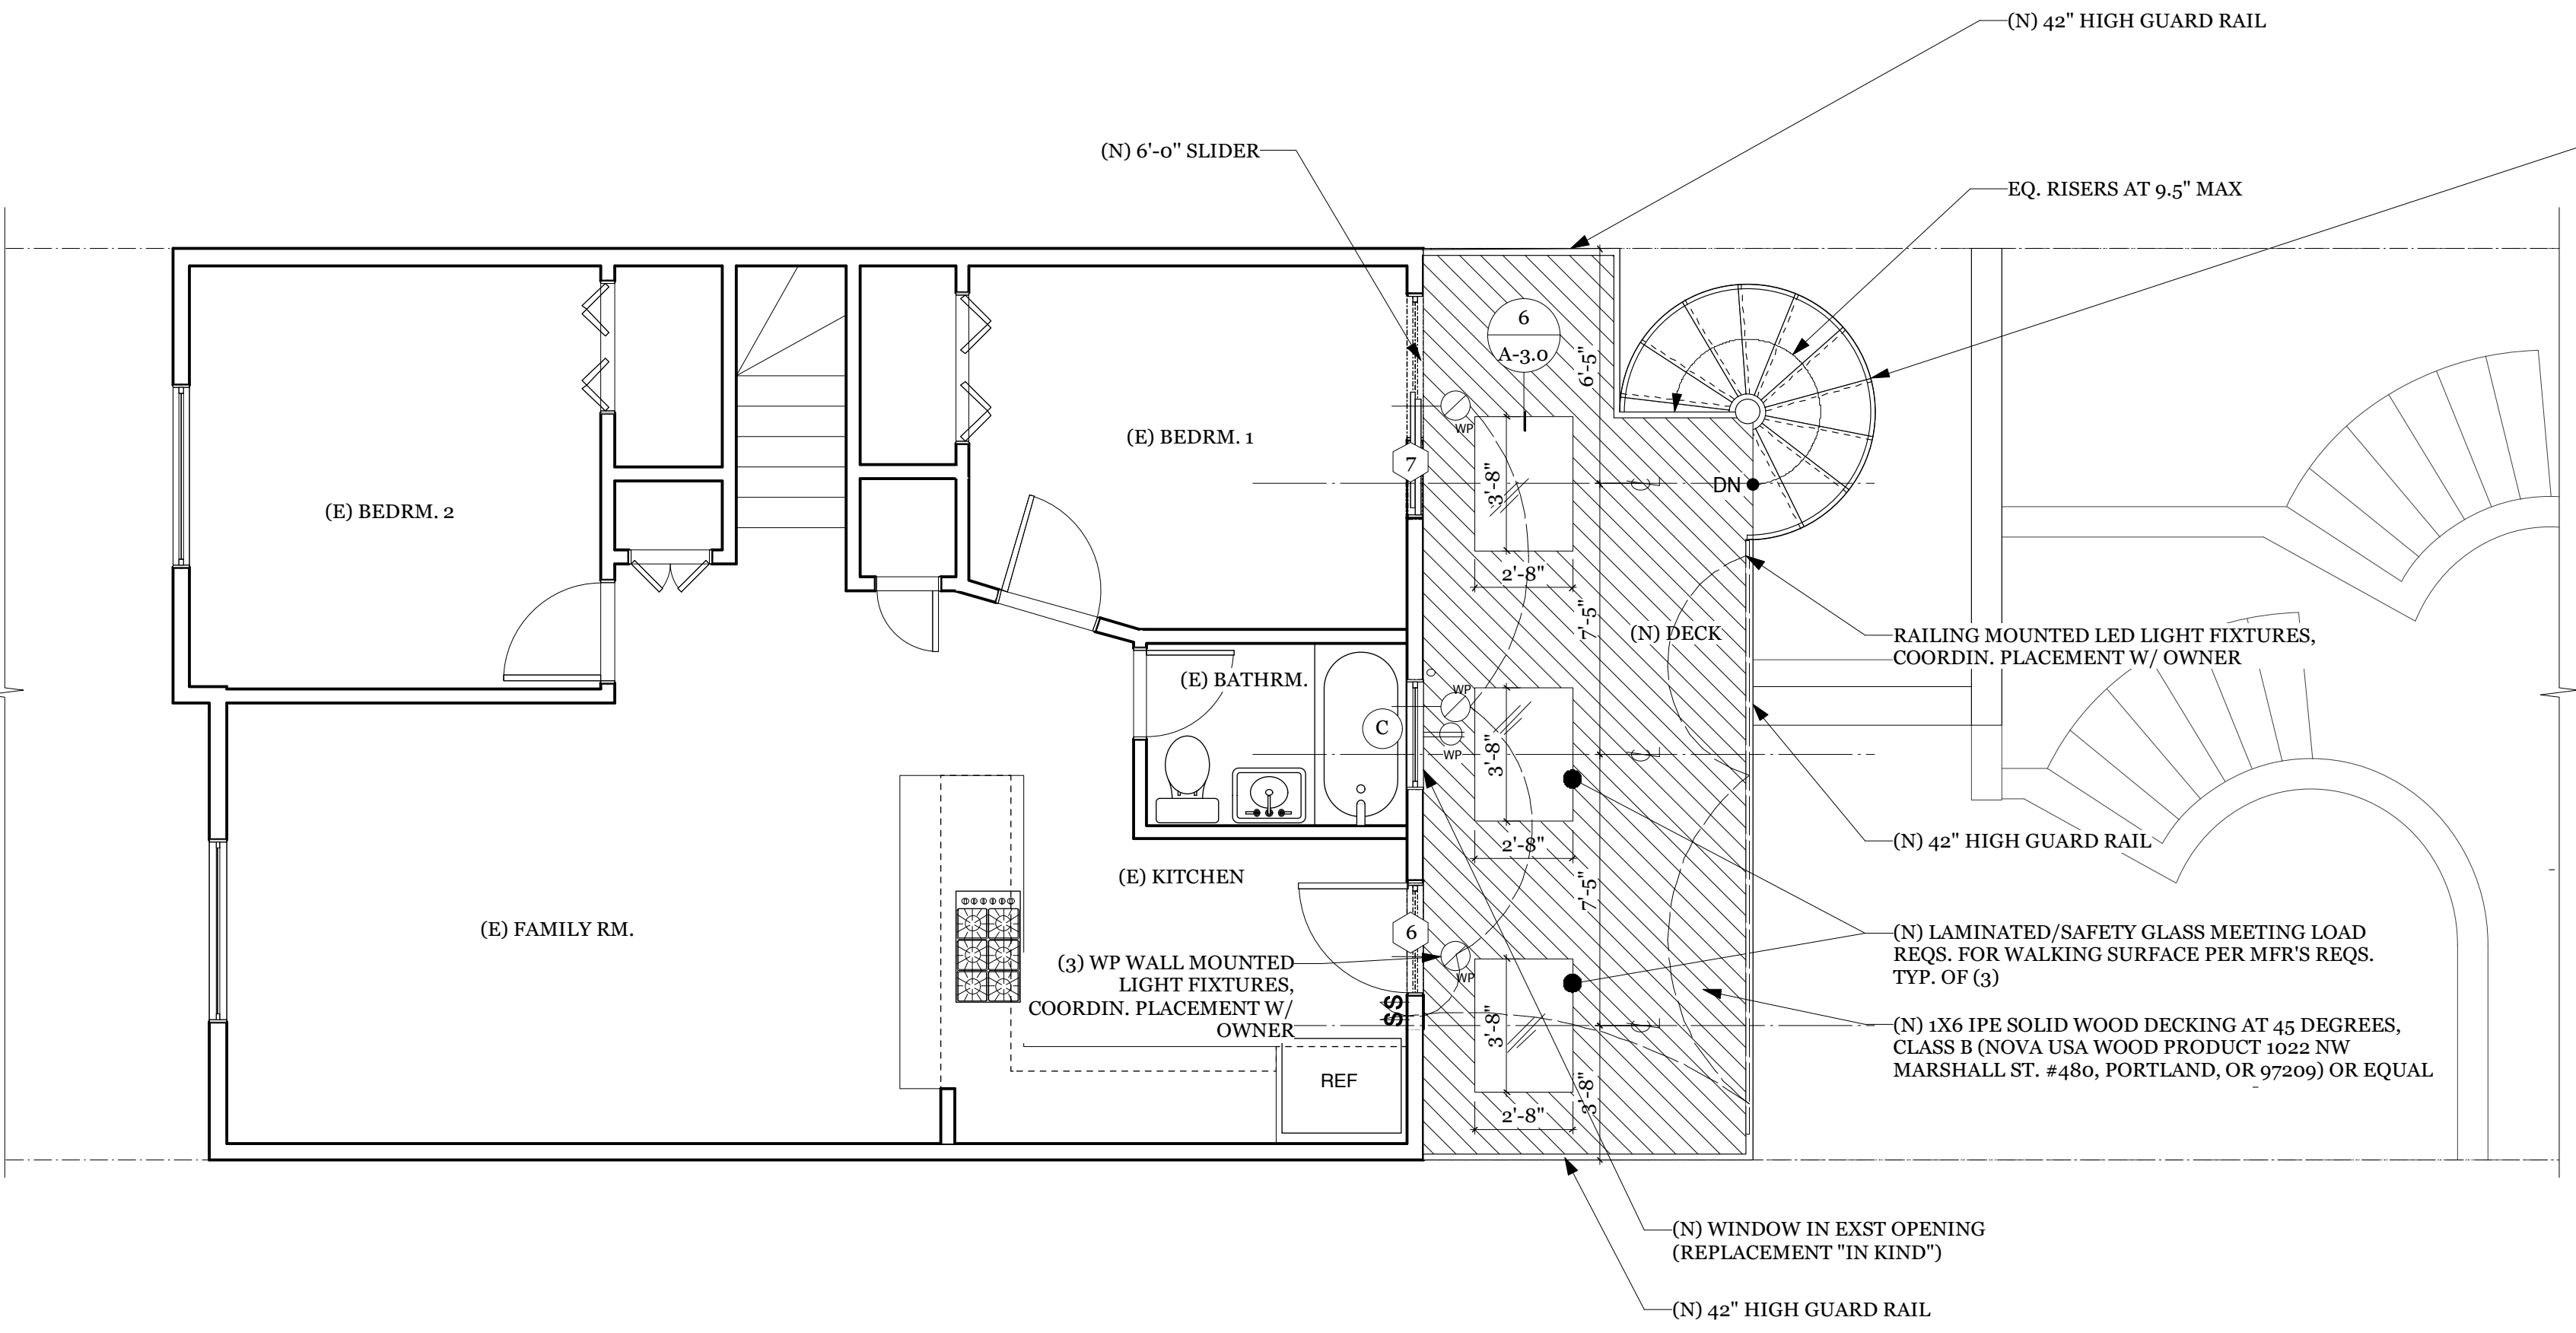 (N) 42" HIGH GUARD RAIL
(N) 6'-0" SLIDER
EQ. RISERS AT 9.5" MAX
6
A-3.0
6'-5"
WP
(E) BEDRM. 1
7
3'-8"
DN
(E) BEDRM. 2
2'-8"
7'-5"
(N) DECK
RAILING MOUNTED LED LIGHT FIXTURES,
COORDIN. PLACEMENT W/ OWNER
(E) BATHRM.
WP
C
WP
3'-8"
(N) 42" HIGH GUARD RAIL
2'-8"
(E) KITCHEN
7'-5"
(E) FAMILY RM.
6
(N) LAMINATED/SAFETY GLASS MEETING LOAD
REQS. FOR WALKING SURFACE PER MFR'S REQS.
TYP. OF (3)
(3) WP WALL MOUNTED
LIGHT FIXTURES,
COORDIN. PLACEMENT W/
OWNER
WP
SS
3'-8"
(N) 1X6 IPE SOLID WOOD DECKING AT 45 DEGREES,
CLASS B (NOVA USA WOOD PRODUCT 1022 NW
MARSHALL ST. #480, PORTLAND, OR 97209) OR EQUAL
REF
3'-8"
2'-8"
(N) WINDOW IN EXST OPENING
(REPLACEMENT "IN KIND")
(N) 42" HIGH GUARD RAIL